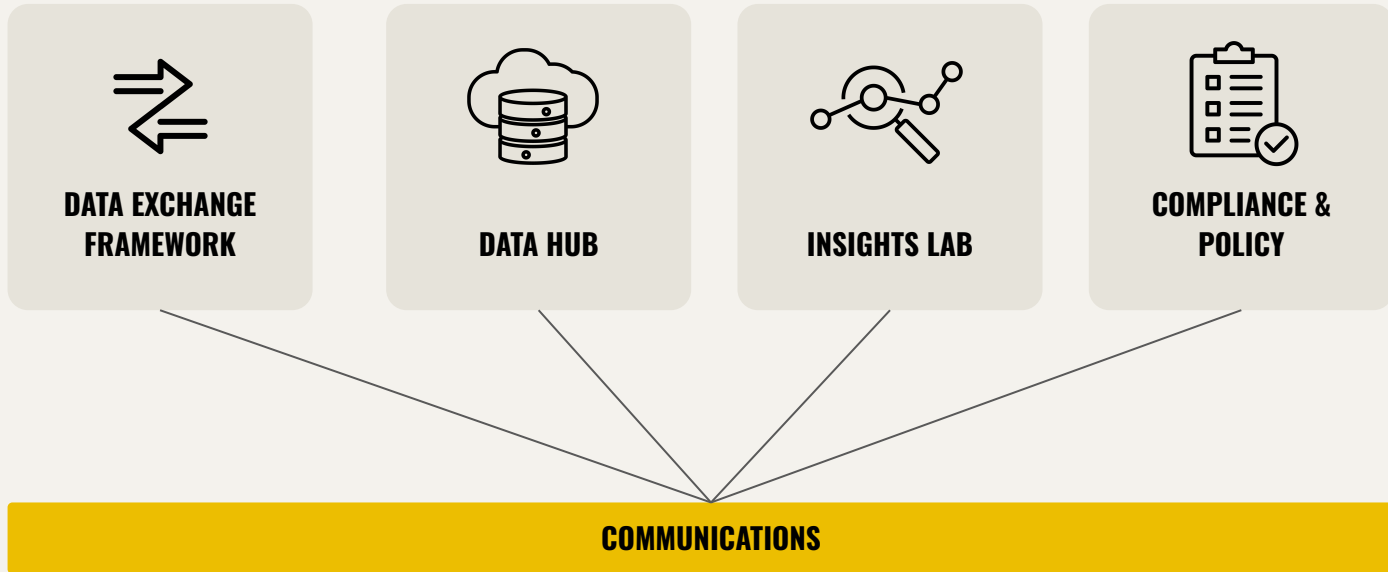 DATA EXCHANGE
FRAMEWORK
DATA HUB
INSIGHTS LAB
COMPLIANCE &
POLICY
COMMUNICATIONS